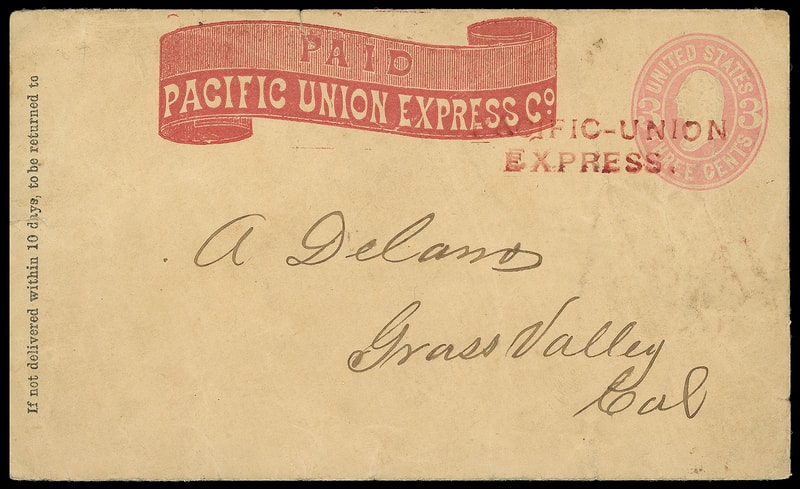 PAID
PACIFIC UNION EXPRESS Co
UNITED STATES
THREE CENTS
3 3
PACIFIC-UNION
EXPRESS.
A Delano
Grass Valley
Cal
If not delivered within 10 days, to be returned to